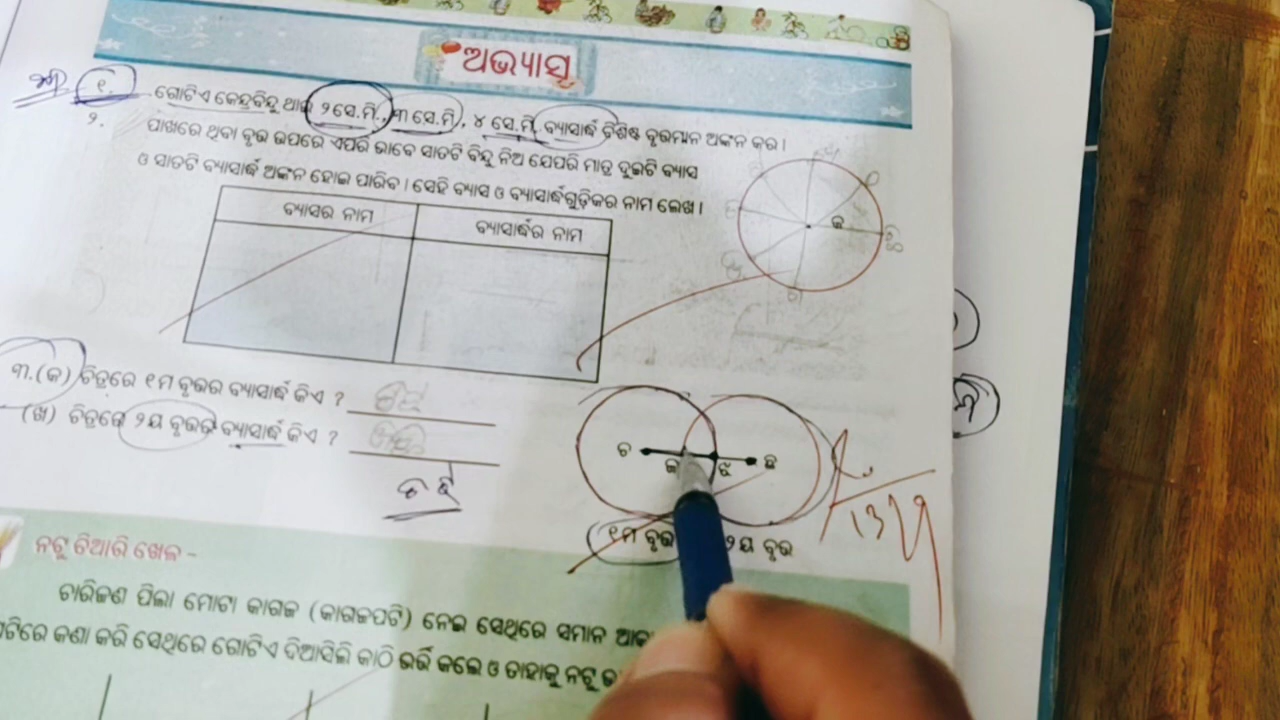 ଅଭ୍ୟାସ
୧. ଗୋଟିଏ କେନ୍ଦ୍ରବିନ୍ଦୁ ଥାଇ ୨ସେ.ମି., ୩ ସେ.ମି, ୪ ସେ.ମି. ବ୍ୟାସାର୍ଦ୍ଧ ବିଶିଷ୍ଟ ବୃତ୍ତମାନ ଅଙ୍କନ କର ।
୨. ପାଖରେ ଥିବା ବୃତ୍ତ ଉପରେ ଏପରି ଭାବେ ସାତଟି ବିନ୍ଦୁ ନିଅ ଯେପରି ମାତ୍ର ଦୁଇଟି ବ୍ୟାସ
ଓ ସାତଟି ବ୍ୟାସାର୍ଦ୍ଧ ଅଙ୍କନ ହୋଇ ପାରିବ । ସେହି ବ୍ୟାସ ଓ ବ୍ୟାସାର୍ଦ୍ଧଗୁଡ଼ିକର ନାମ ଲେଖ ।
ବ୍ୟାସର ନାମ ବ୍ୟାସାର୍ଦ୍ଧର ନାମ
କ
୩.(କ) ଚିତ୍ରରେ ୧ମ ବୃତ୍ତର ବ୍ୟାସାର୍ଦ୍ଧ କିଏ ?
(ଖ) ଚିତ୍ରରେ ୨ୟ ବୃତ୍ତର ବ୍ୟାସାର୍ଦ୍ଧ କିଏ ?
ଚ ଝ ଛ
୧ମ ବୃତ୍ତ ୨ୟ ବୃତ୍ତ
ନଟୁ ତିଆରି ଖେଳ –
ଚାରିଜଣ ପିଲା ମୋଟା କାଗଜ (କାଗଜପଟି) ନେଇ ସେଥିରେ ସମାନ
କଣା କରି ସେଥିରେ ଗୋଟିଏ ଦିଆସିଲି କାଠି ଭର୍ତ୍ତି କଲେ ଓ ତାହାକୁ ନଟୁ